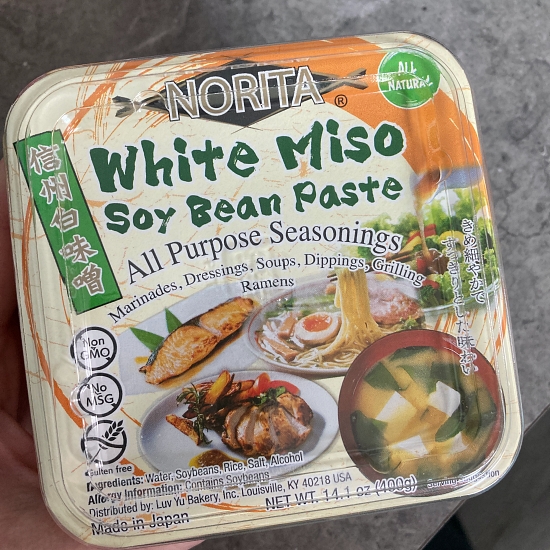 NORITA ®
ALL NATURAL
White Miso
Soy Bean Paste
信州白味噌
All Purpose Seasonings
Marinades, Dressings, Soups, Dippings, Grilling
Ramens
きめ細やかで
すっきりとした味わい
Non GMO
No MSG
Gluten free
Ingredients: Water, Soybeans, Rice, Salt, Alcohol
Allergy Information: Contains Soybeans
Distributed by: Luv Yu Bakery, Inc. Louisville, KY 40218 USA
Made in Japan
NET WT. 14.1 oz (400g)
Serving Suggestion